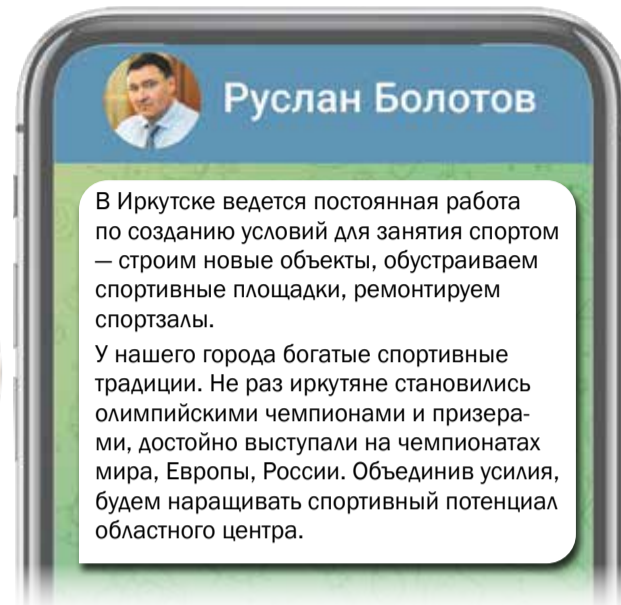 Руслан Болотов
В Иркутске ведется постоянная работа
по созданию условий для занятия спортом
— строим новые объекты, обустраиваем
спортивные площадки, ремонтируем
спортзалы.
У нашего города богатые спортивные
традиции. Не раз иркутяне становились
олимпийскими чемпионами и призера-
ми, достойно выступали на чемпионатах
мира, Европы, России. Объединив усилия,
будем наращивать спортивный потенциал
областного центра.